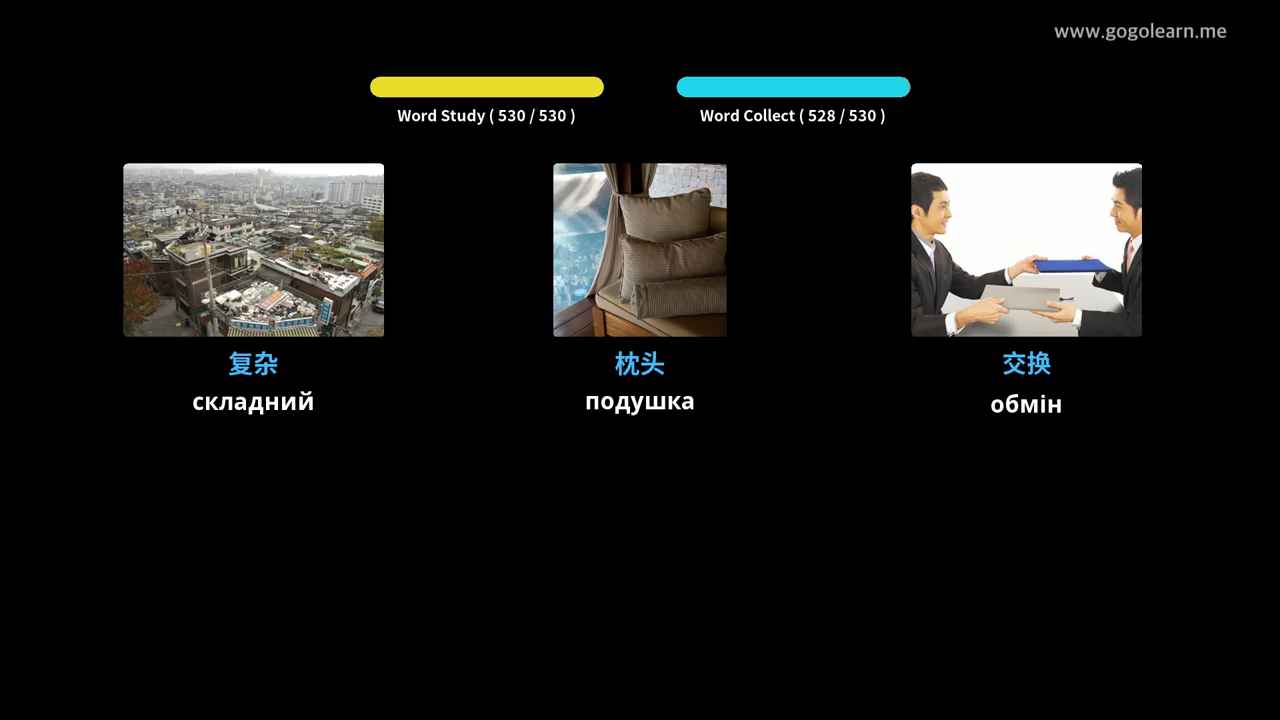 www.gogolearn.me
Word Study ( 530 / 530 )
Word Collect ( 528 / 530 )
复杂
складний
枕头
подушка
交换
обмін